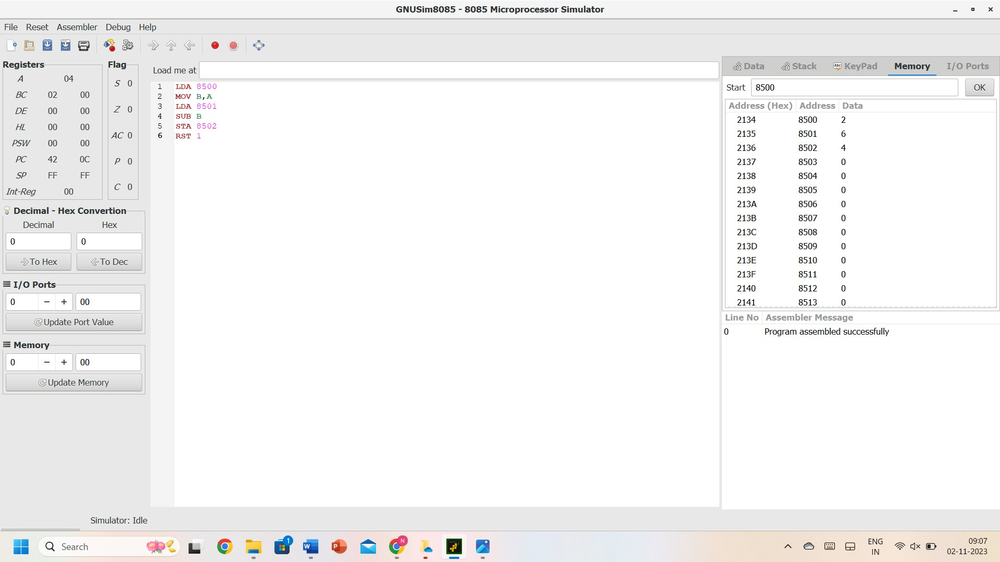 GNUSim8085 - 8085 Microprocessor Simulator
File Reset Assembler Debug Help
Registers
A 04
BC 02 00
DE 00 00
HL 00 00
PSW 00 00
PC 42 0C
SP FF FF
Int-Reg 00
Flag
S 0
Z 0
AC 0
P 0
C 0
Decimal - Hex Convertion
Decimal Hex
0 0
To Hex To Dec
I/O Ports
0 − + 00
Update Port Value
Memory
0 − + 00
Update Memory
Load me at
1 LDA 8500
2 MOV B,A
3 LDA 8501
4 SUB B
5 STA 8502
6 RST 1
Data Stack Abc KeyPad Memory I/O Ports
Start 8500 OK
Address (Hex) Address Data
2134 8500 2
2135 8501 6
2136 8502 4
2137 8503 0
2138 8504 0
2139 8505 0
213A 8506 0
213B 8507 0
213C 8508 0
213D 8509 0
213E 8510 0
213F 8511 0
2140 8512 0
2141 8513 0
Line No Assembler Message
0 Program assembled successfully
Simulator: Idle
Search 1 W P N
ENG
IN
09:07
02-11-2023